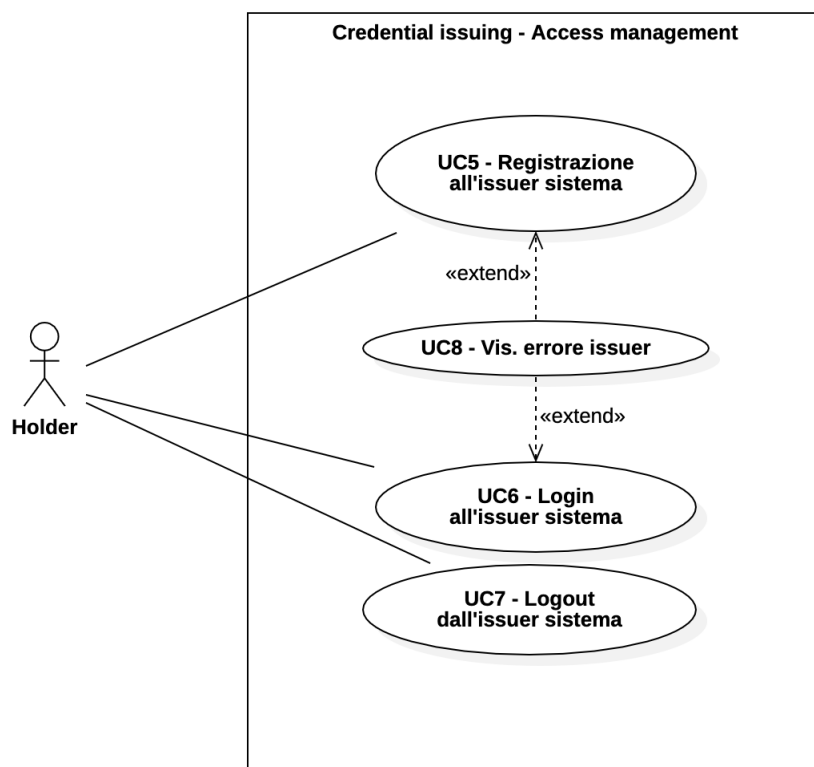 Credential issuing - Access management
UC5 - Registrazione
all'issuer sistema
«extend»
UC8 - Vis. errore issuer
Holder
«extend»
UC6 - Login
all'issuer sistema
UC7 - Logout
dall'issuer sistema